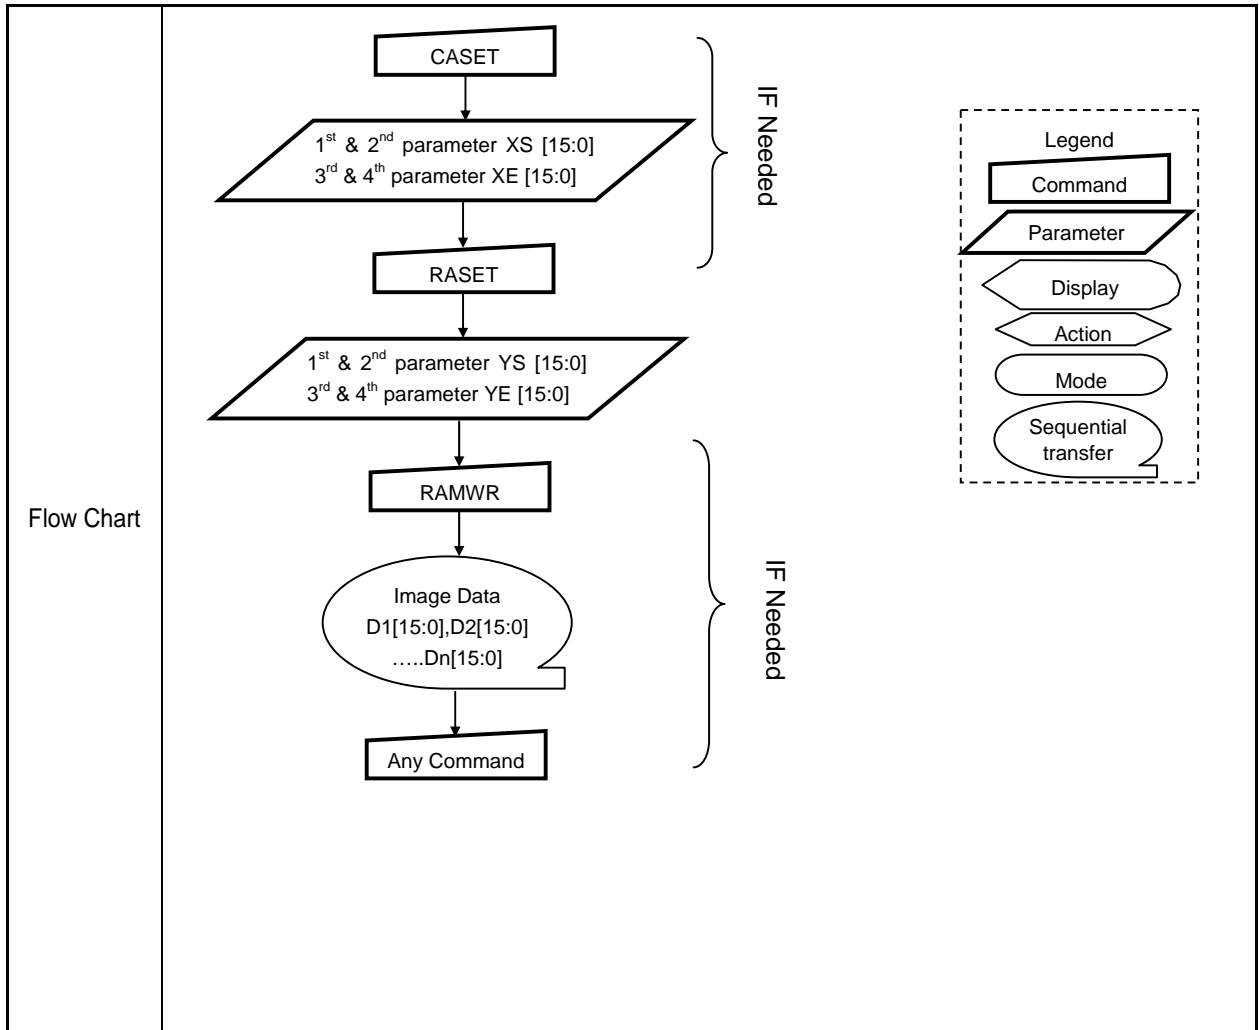 Flow Chart
CASET
1st & 2nd parameter XS [15:0]
3rd & 4th parameter XE [15:0]
RASET
IF Needed
1st & 2nd parameter YS [15:0]
3rd & 4th parameter YE [15:0]
RAMWR
Image Data
D1[15:0],D2[15:0]
…..Dn[15:0]
Any Command
IF Needed
Legend
Command
Parameter
Display
Action
Mode
Sequential
transfer